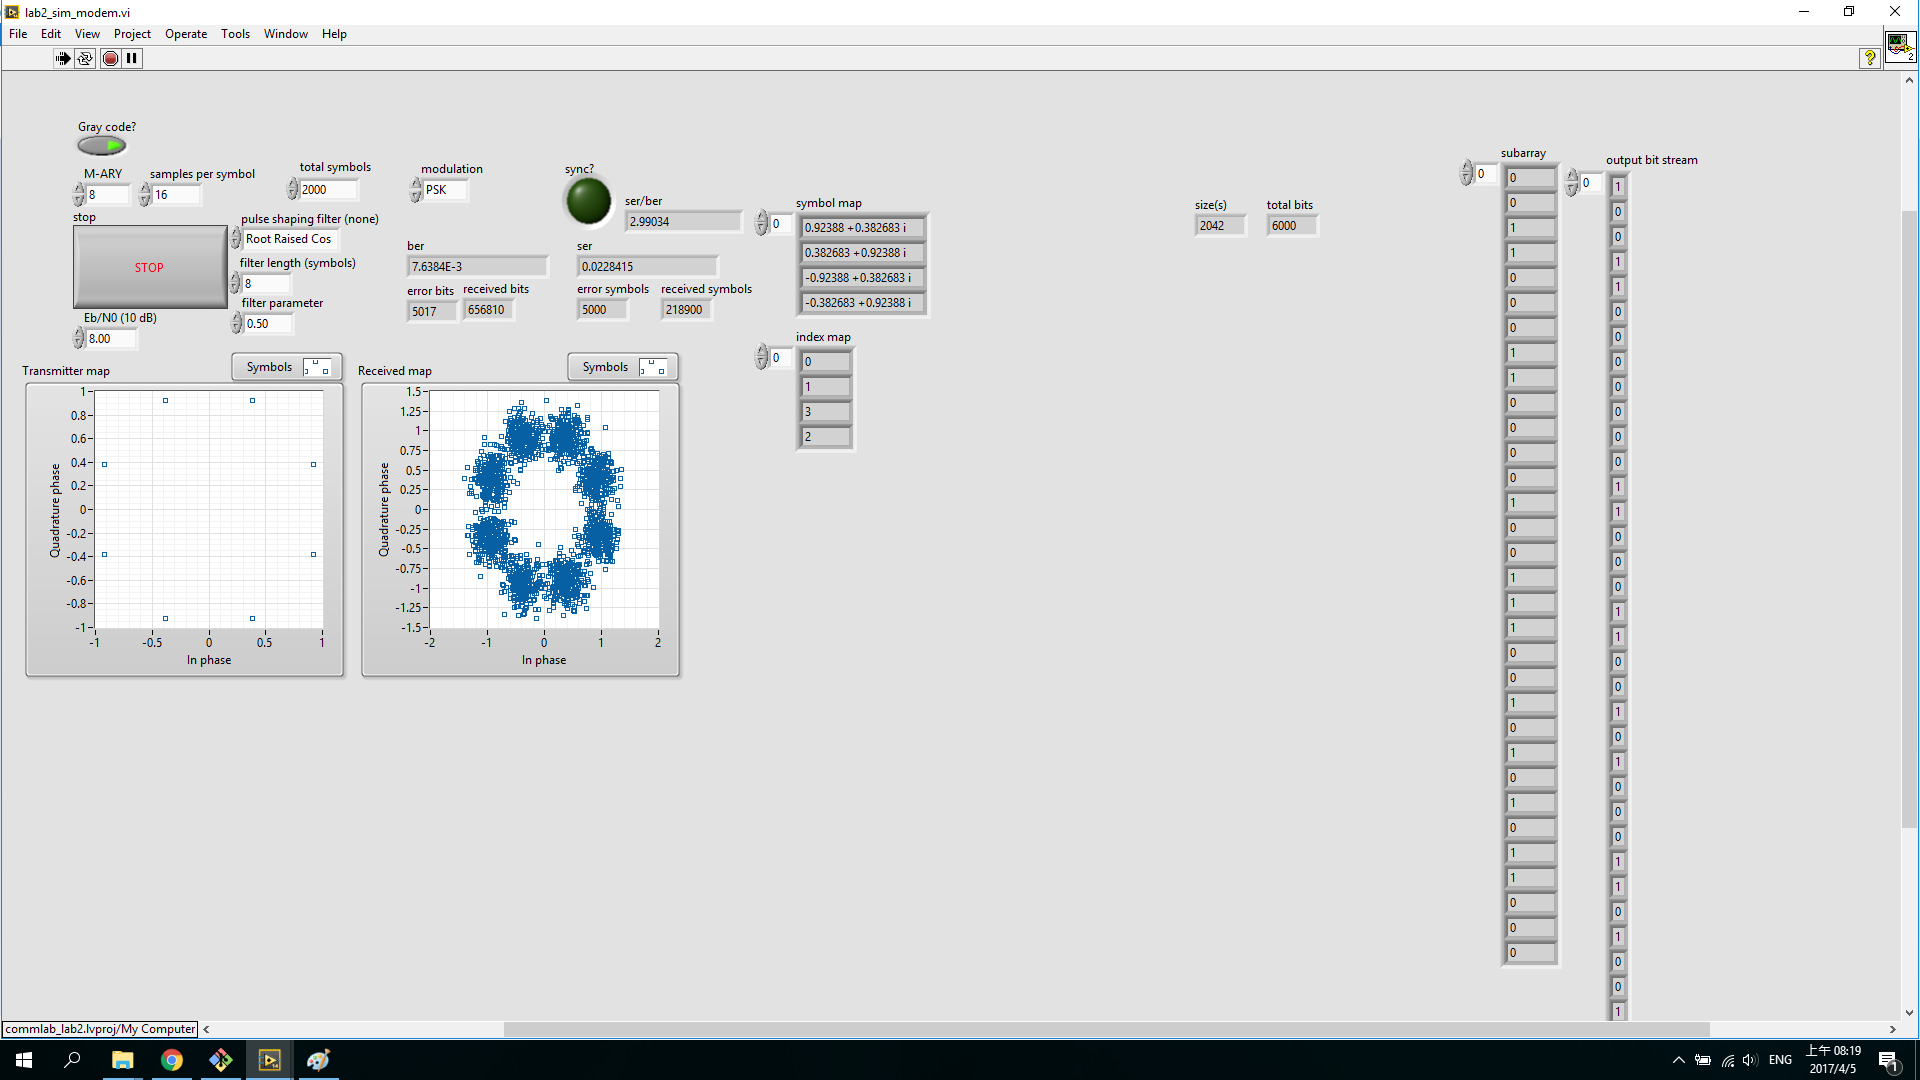 lab2_sim_modem.vi
File Edit View Project Operate Tools Window Help
?
2
Gray code?
M-ARY
8
samples per symbol
16
total symbols
2000
modulation
PSK
sync?
ser/ber
2.99034
stop
STOP
pulse shaping filter (none)
Root Raised Cos
filter length (symbols)
8
filter parameter
0.50
Eb/N0 (10 dB)
8.00
ber
7.6384E-3
ser
0.0228415
error bits
5017
received bits
656810
error symbols
5000
received symbols
218900
symbol map
0
0.92388 +0.382683 i
0.382683 +0.92388 i
-0.92388 +0.382683 i
-0.382683 +0.92388 i
index map
0
0
1
3
2
size(s)
2042
total bits
6000
Transmitter map
Symbols
Quadrature phase
1
0.8
0.6
0.4
0.2
0
-0.2
-0.4
-0.6
-0.8
-1
-1 -0.5 0 0.5 1
In phase
Received map
Symbols
Quadrature phase
1.5
1.25
1
0.75
0.5
0.25
0
-0.25
-0.5
-0.75
-1
-1.25
-1.5
-2 -1 0 1 2
In phase
subarray
0
0
0
1
1
0
0
0
1
1
0
0
0
0
1
0
0
1
1
1
0
0
1
0
1
0
1
0
1
1
0
0
0
output bit stream
0
1
0
0
1
1
0
0
0
0
0
0
0
1
1
0
0
0
1
1
0
0
1
0
1
0
0
0
1
1
0
1
0
0
1
commlab_lab2.lvproj/My Computer
ENG
上午 08:19
2017/4/5
1